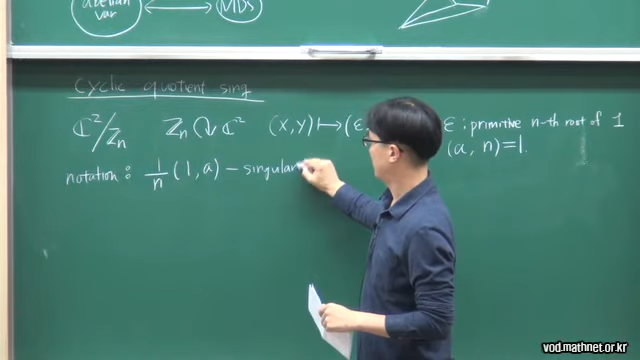 abelian var
MDS
Cyclic quotient sing
ℂ²/ℤₙ ℤₙ ↷ ℂ² (x,y) ↦ (ε ε : primitive n-th root of 1
(a, n)=1.
notation : 1/n (1, a) – singular
vod.mathnet.or.kr